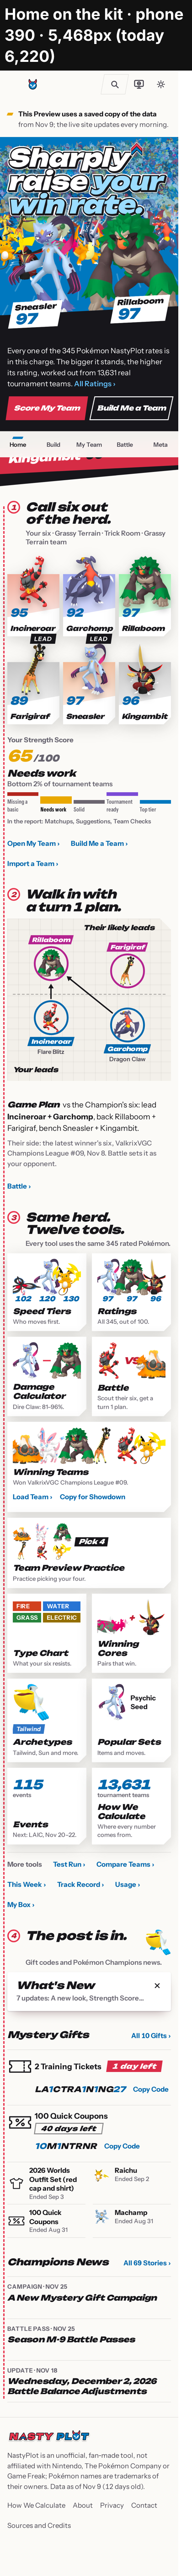 Home on the kit · phone
390 · 5,468px (today
6,220)
This Preview uses a saved copy of the data
from Nov 9; the live site updates every morning.
Sharply
raise your
win rate.
Sneasler
97
Rillaboom
97
Every one of the 345 Pokémon NastyPlot rates is
in this herd. The bigger it stands, the higher
it rates, worked out from 13,631 real
tournament teams. All Ratings ›
Score My Team
Build Me a Team
Home
Build
My Team
Battle
Meta
Kingambit
1
Call six out
of the herd.
Your six · Grassy Terrain · Trick Room · Grassy
Terrain team
95
Incineroar
LEAD
92
Garchomp
LEAD
97
Rillaboom
89
Farigiraf
97
Sneasler
96
Kingambit
Your Strength Score
65/100
Needs work
Bottom 2% of tournament teams
Missing a
basic
Needs work
Solid
Tournament
ready
Top-tier
In the report: Matchups, Suggestions, Team Checks
Open My Team ›
Build Me a Team ›
Import a Team ›
2
Walk in with
a turn 1 plan.
Their likely leads
Rillaboom
Farigiraf
Incineroar
Flare Blitz
Garchomp
Dragon Claw
Your leads
Game Plan vs the Champion's six: lead
Incineroar + Garchomp, back Rillaboom +
Farigiraf, bench Sneasler + Kingambit.
Their side: the latest winner's six, ValkrixVGC
Champions League #09, Nov 8. Battle sets it as
your opponent.
Battle ›
3
Same herd.
Twelve tools.
Every tool uses the same 345 rated Pokémon.
102
120
130
Speed Tiers
Who moves first.
97
97
96
Ratings
All 345, out of 100.
Damage
Calculator
Dire Claw: 81-96%.
VS
Battle
Scout their six, get a
turn 1 plan.
Winning Teams
Won ValkrixVGC Champions League #09.
Load Team ›
Copy for Showdown
Pick 4
Team Preview Practice
Practice picking your four.
FIRE
WATER
GRASS
ELECTRIC
Type Chart
What your six resists.
+
Winning
Cores
Pairs that win.
Tailwind
Archetypes
Tailwind, Sun and more.
Psychic
Seed
Popular Sets
Items and moves.
115
events
Events
Next: LAIC, Nov 20–22.
13,631
tournament teams
How We
Calculate
Where every number
comes from.
More tools
Test Run ›
Compare Teams ›
This Week ›
Track Record ›
Usage ›
My Box ›
4
The post is in.
Gift codes and Pokémon Champions news.
What's New
7 updates: A new look, Strength Score…
Mystery Gifts
All 10 Gifts ›
2 Training Tickets
1 day left
LA1CTRA1N1NG27
Copy Code
100 Quick Coupons
40 days left
10M1NTRNR
Copy Code
2026 Worlds
Outfit Set (red
cap and shirt)
Ended Sep 3
Raichu
Ended Sep 2
100 Quick
Coupons
Ended Aug 31
Machamp
Ended Aug 31
Champions News
All 69 Stories ›
CAMPAIGN · NOV 25
A New Mystery Gift Campaign
BATTLE PASS · NOV 25
Season M-9 Battle Passes
UPDATE · NOV 18
Wednesday, December 2, 2026
Battle Balance Adjustments
NASTY PLOT
NastyPlot is an unofficial, fan-made tool, not
affiliated with Nintendo, The Pokémon Company or
Game Freak; Pokémon names are trademarks of
their owners. Data as of Nov 9 (12 days old).
How We Calculate
About
Privacy
Contact
Sources and Credits